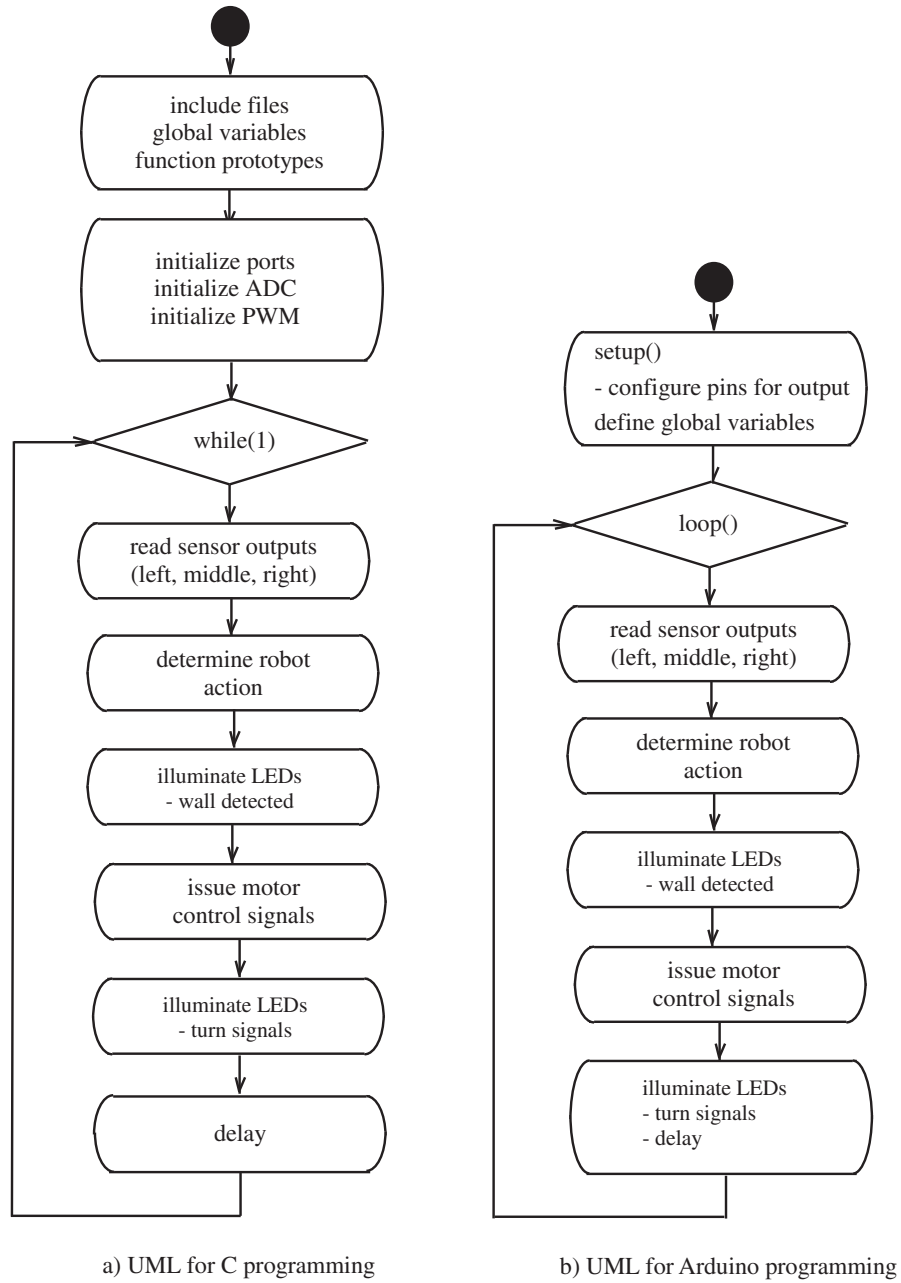 include files
global variables
function prototypes
initialize ports
initialize ADC
initialize PWM
while(1)
read sensor outputs
(left, middle, right)
determine robot
action
illuminate LEDs
- wall detected
issue motor
control signals
illuminate LEDs
- turn signals
delay
a) UML for C programming
setup()
- configure pins for output
define global variables
loop()
read sensor outputs
(left, middle, right)
determine robot
action
illuminate LEDs
- wall detected
issue motor
control signals
illuminate LEDs
- turn signals
- delay
b) UML for Arduino programming